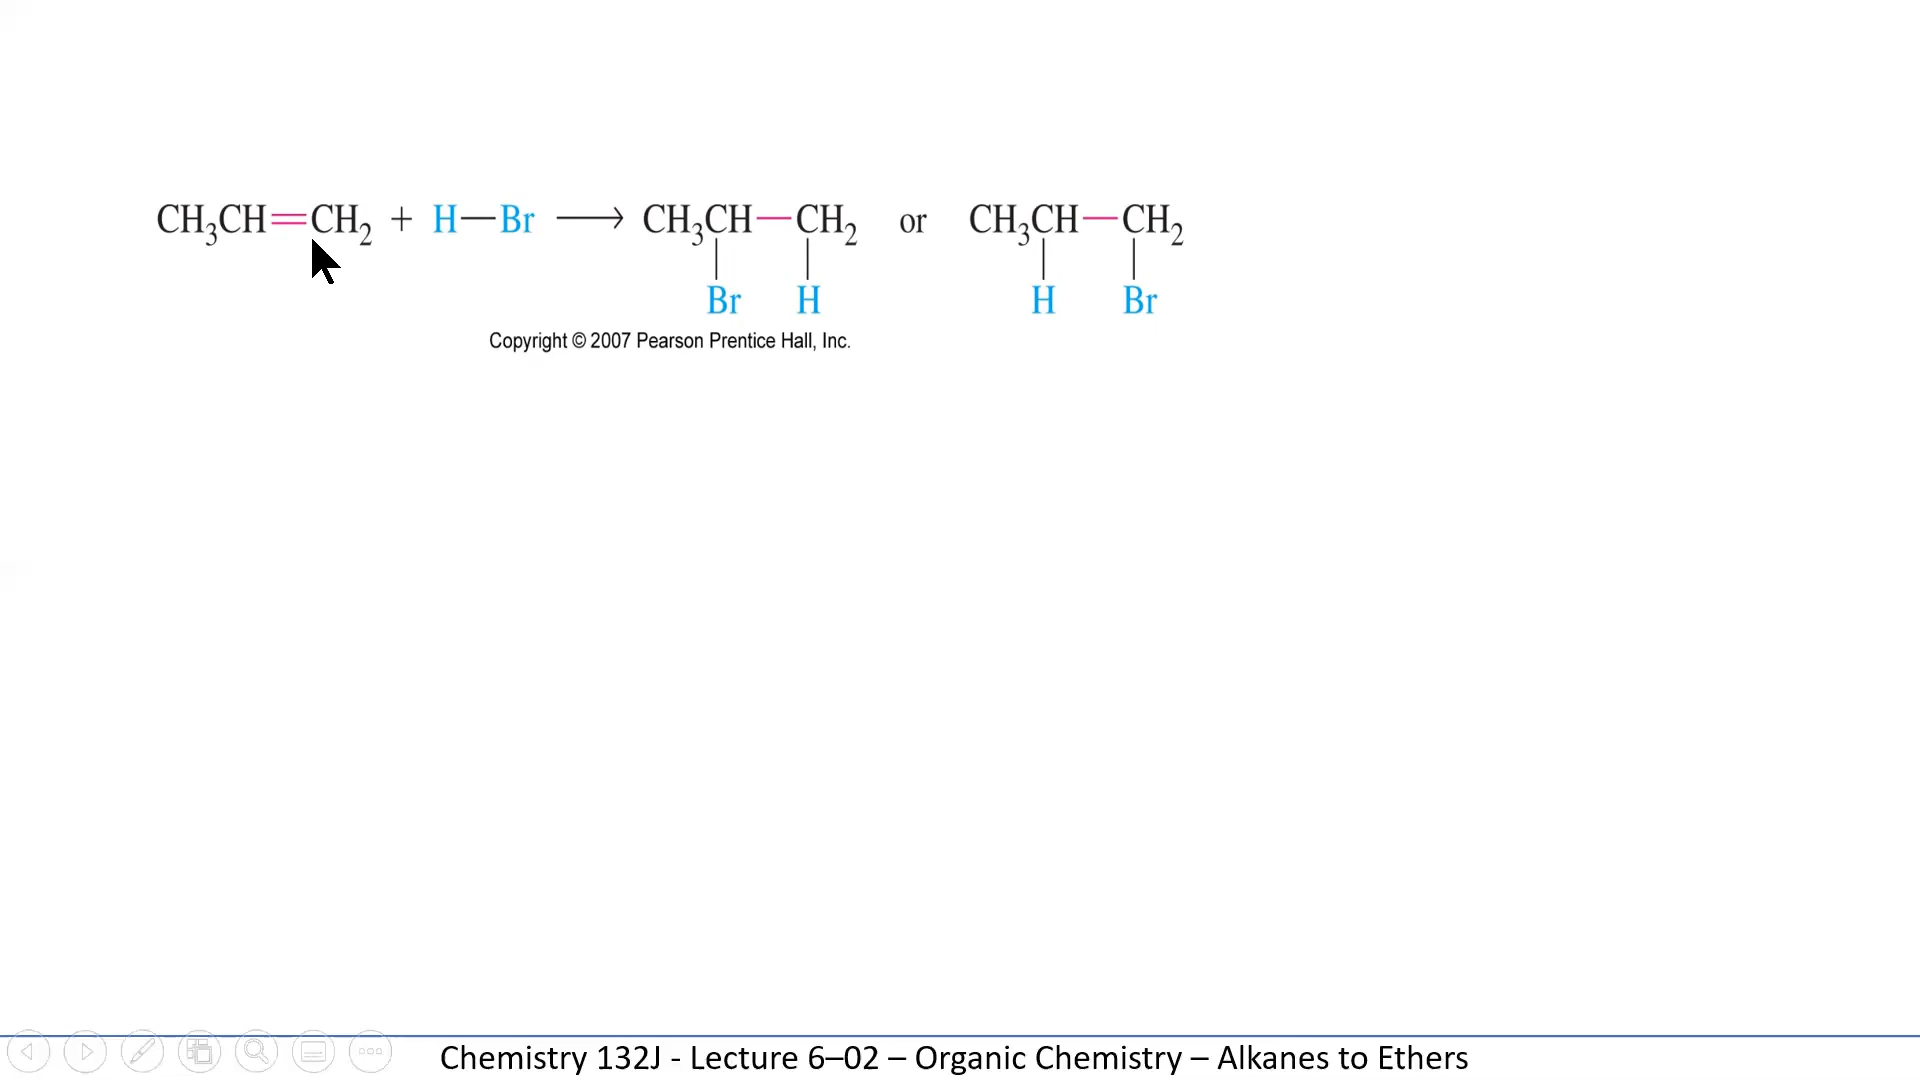 CH₃CH=CH₂ + H—Br ⟶ CH₃CH—CH₂ or CH₃CH—CH₂
Br H H Br
Copyright © 2007 Pearson Prentice Hall, Inc.
Chemistry 132J - Lecture 6–02 – Organic Chemistry – Alkanes to Ethers